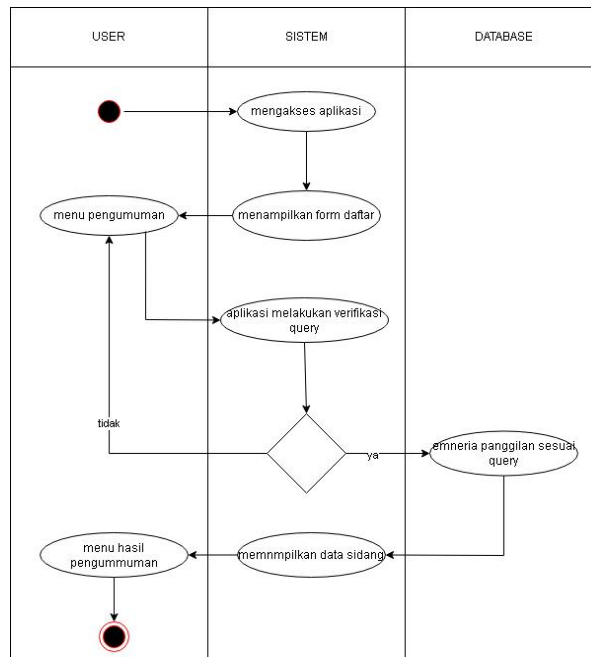 USER
SISTEM
DATABASE
mengakses aplikasi
menu pengumuman
menampilkan form daftar
aplikasi melakukan verifikasi
query
tidak
ya
emneria panggilan sesuai
query
menu hasil
pengummuman
memnmpilkan data sidang